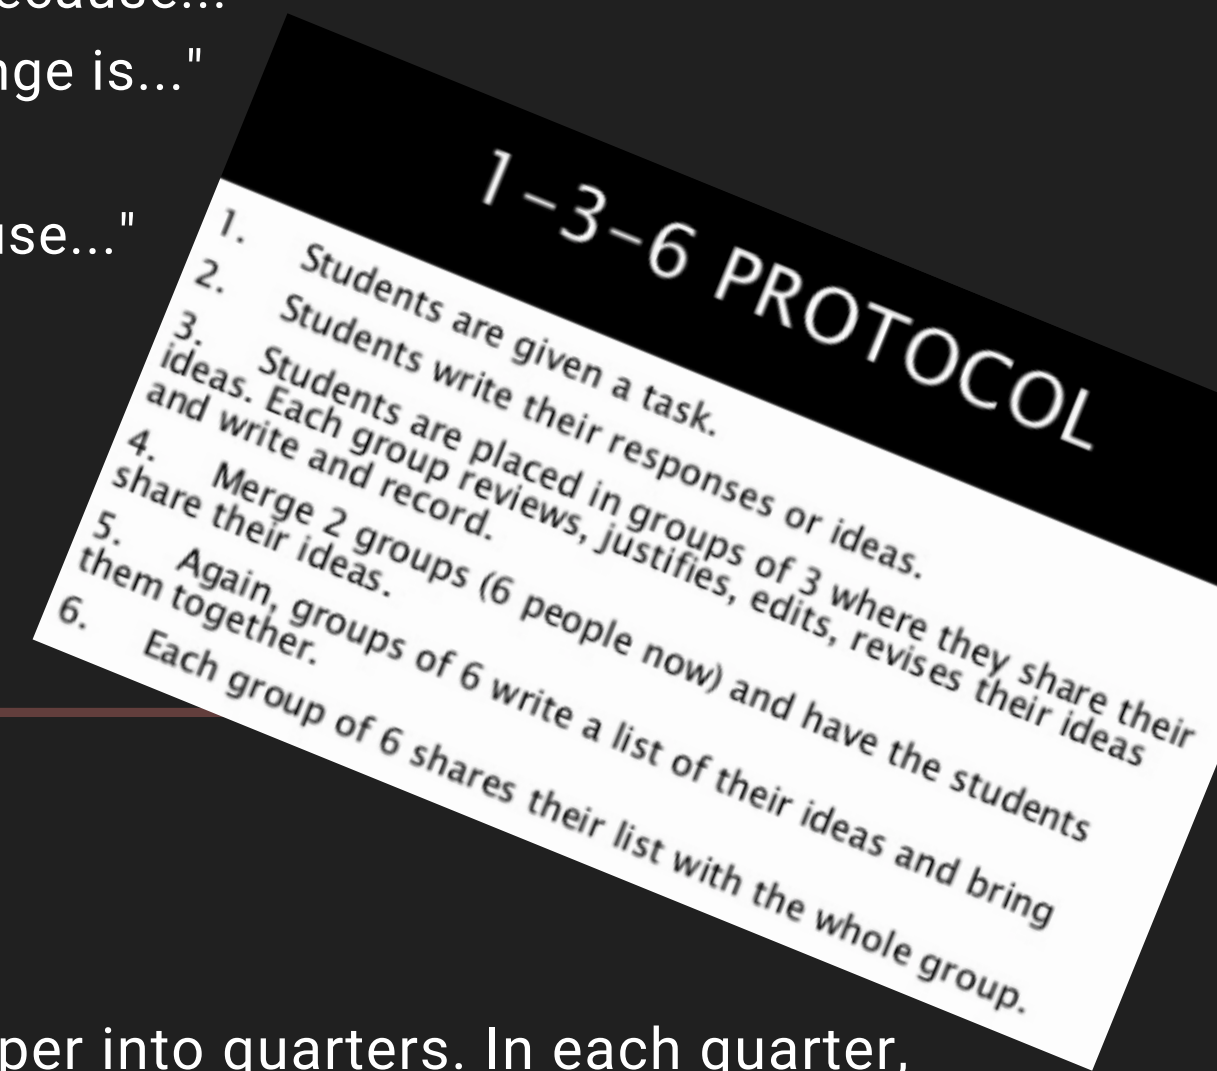 ecause...
nge is..."
use..."
1-3-6 PROTOCOL
1. Students are given a task.
2. Students write their responses or ideas.
3. Students are placed in groups of 3 where they share their
ideas. Each group reviews, justifies, edits, revises their ideas
and write and record.
4. Merge 2 groups (6 people now) and have the students
share their ideas.
5. Again, groups of 6 write a list of their ideas and bring
them together.
6. Each group of 6 shares their list with the whole group.
per into quarters. In each quarter,